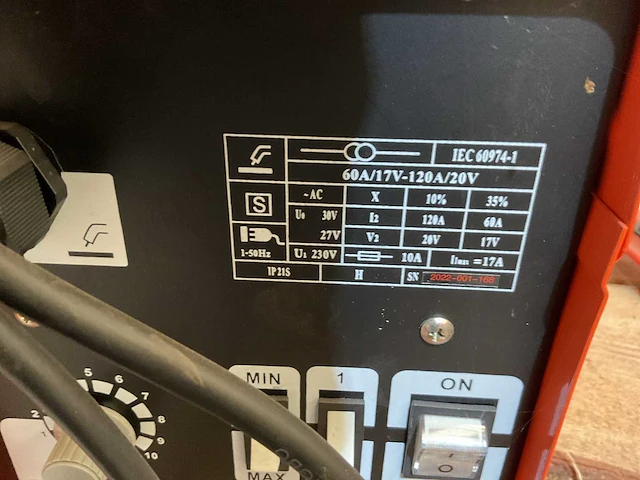 IEC 60974-1
60A/17V-120A/20V
~AC X 10% 35%
U₀ 30V I2 120A 60A
27V V2 20V 17V
S
1~50Hz U1 230V 10A I1max =17A
IP21S H SN 2022-001-168
MIN 1 ON
MAX
1 2 5 6 7 8 9 10
I
O